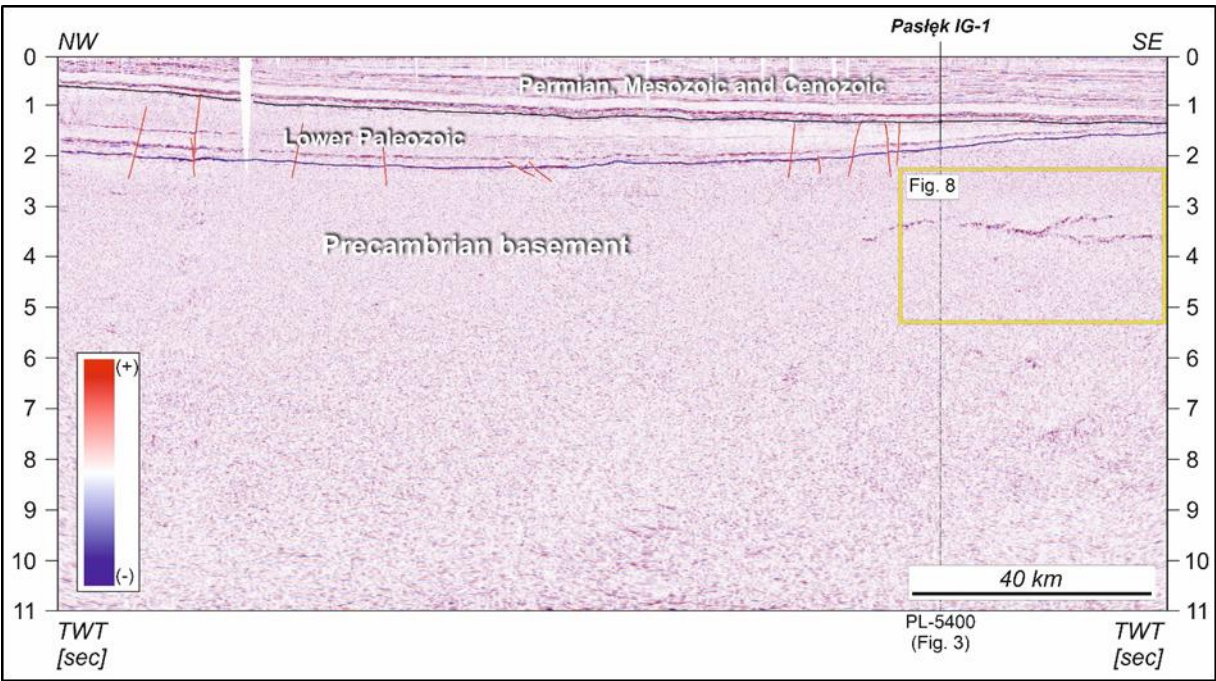 Pasłęk IG-1
NW
SE
0
0
Permian, Mesozoic and Cenozoic
1
1
Lower Paleozoic
2
2
Fig. 8
3
3
Precambrian basement
4
4
5
5
6
6
(+)
7
7
8
8
9
9
10
10
(-)
40 km
11
11
TWT
[sec]
PL-5400
(Fig. 3)
TWT
[sec]